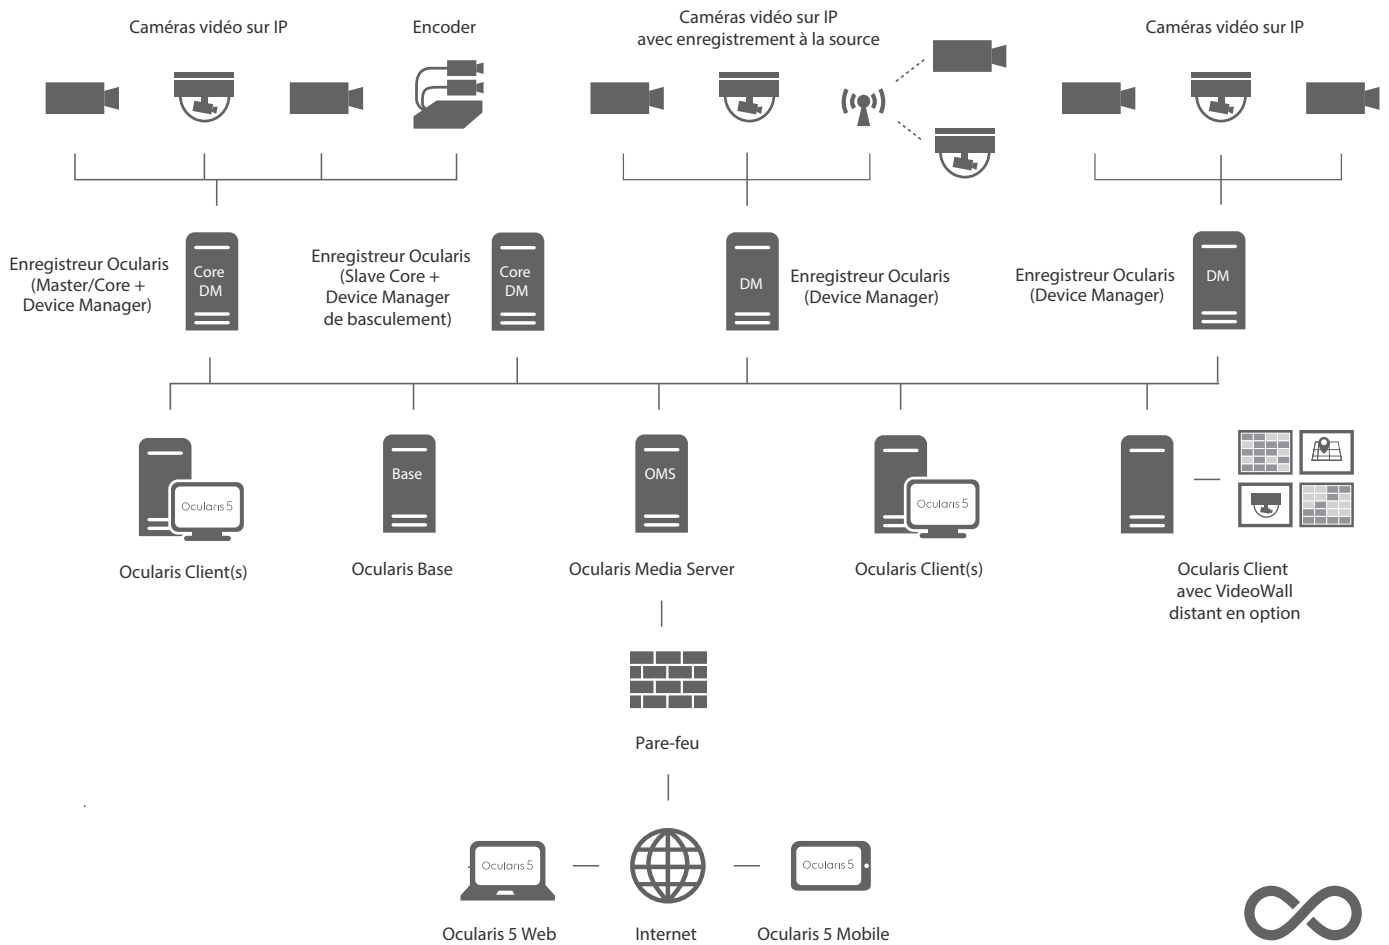 Caméras vidéo sur IP
Encoder
Caméras vidéo sur IP
avec enregistrement à la source
Caméras vidéo sur IP
Enregistreur Ocularis
(Master/Core +
Device Manager)
Core
DM
Enregistreur Ocularis
(Slave Core +
Device Manager
de basculement)
Core
DM
DM
Enregistreur Ocularis
(Device Manager)
Enregistreur Ocularis
(Device Manager)
DM
Ocularis 5
Base
OMS
Ocularis 5
Ocularis Client(s)
Ocularis Base
Ocularis Media Server
Ocularis Client(s)
Ocularis Client
avec VideoWall
distant en option
Pare-feu
Ocularis 5
Ocularis 5
Ocularis 5 Web
Internet
Ocularis 5 Mobile